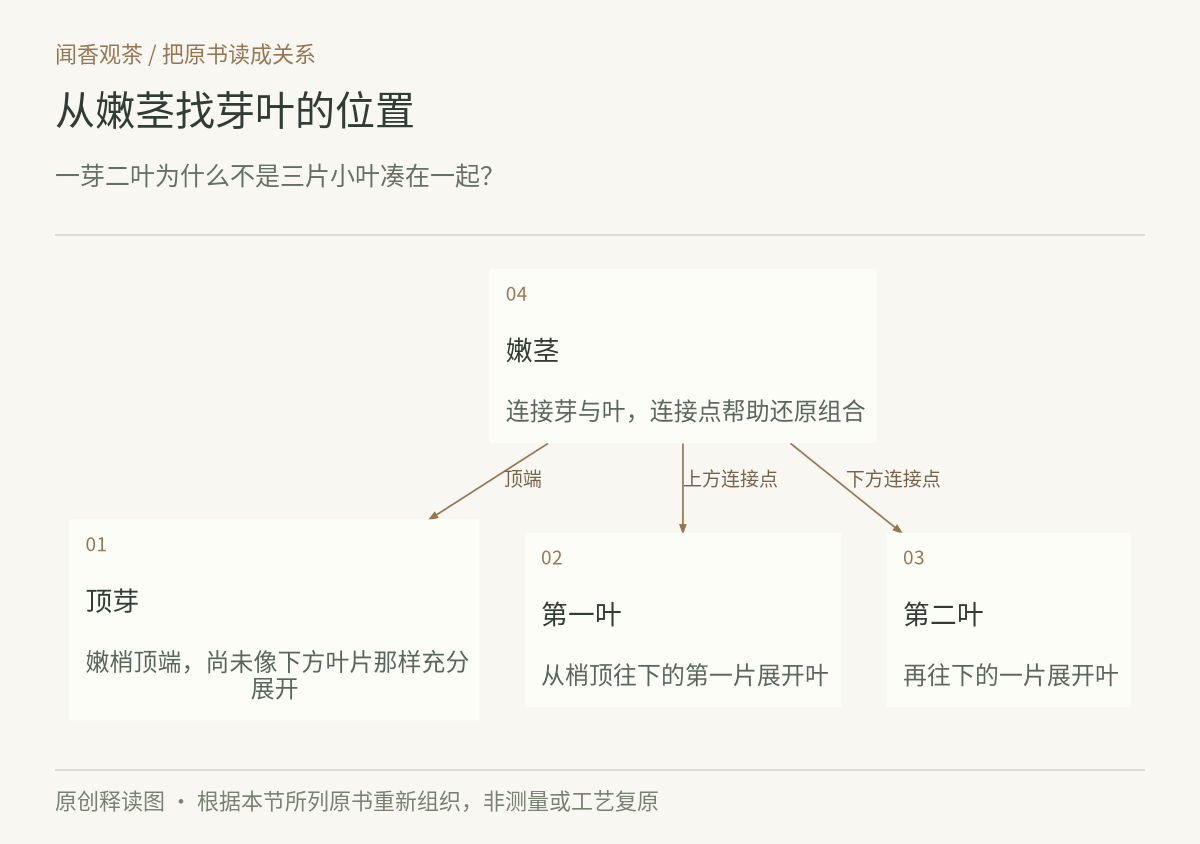 闻香观茶 / 把原书读成关系
从嫩茎找芽叶的位置
一芽二叶为什么不是三片小叶凑在一起？
04
嫩茎
连接芽与叶，连接点帮助还原组合
顶端
上方连接点
下方连接点
01
顶芽
嫩梢顶端，尚未像下方叶片那样充分
展开
02
第一叶
从梢顶往下的第一片展开叶
03
第二叶
再往下的一片展开叶
原创释读图 · 根据本节所列原书重新组织，非测量或工艺复原